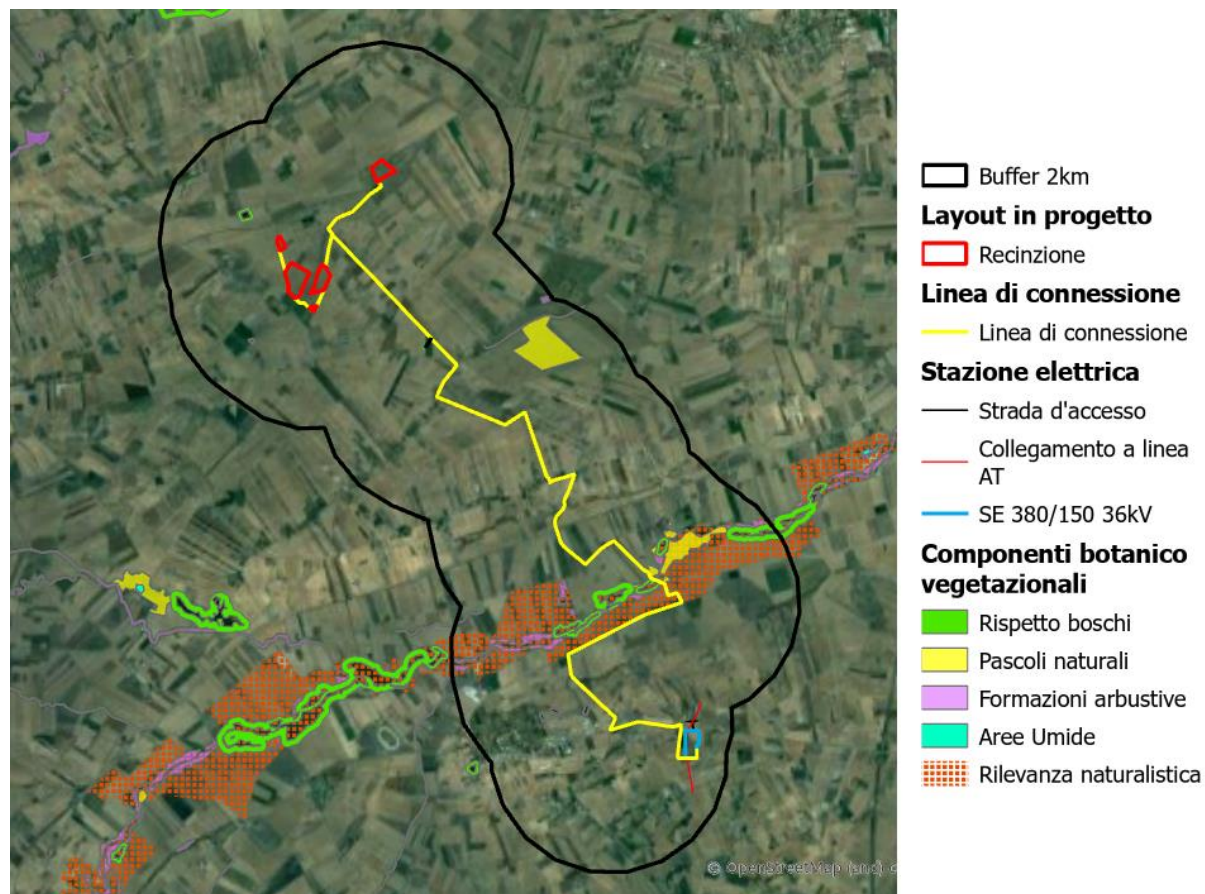 Buffer 2km
Layout in progetto
Recinzione
Linea di connessione
Linea di connessione
Stazione elettrica
Strada d'accesso
Collegamento a linea
AT
SE 380/150 36kV
Componenti botanico
vegetazionali
Rispetto boschi
Pascoli naturali
Formazioni arbustive
Aree Umide
Rilevanza naturalistica
© OpenStreetMap (and) c